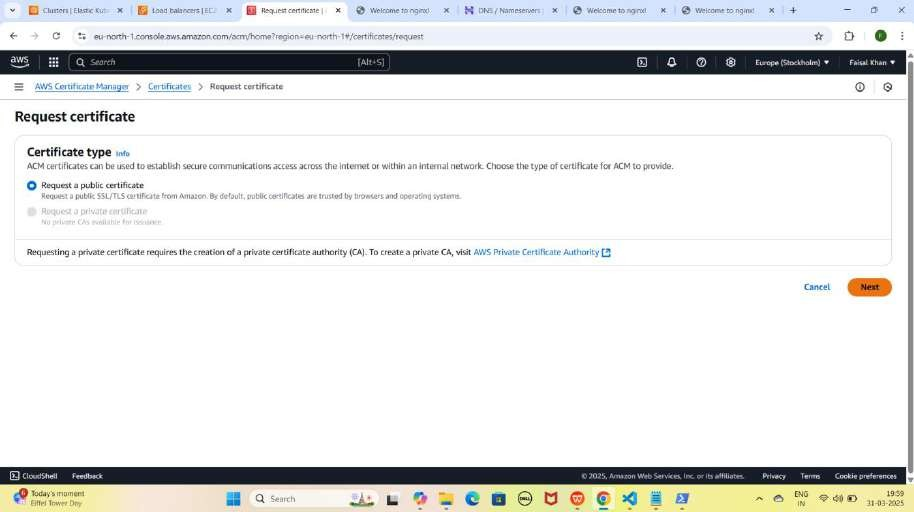 Clusters | Elastic Kube
Load balancers | EC2
Request certificate | A
Welcome to nginx!
DNS / Nameservers |
Welcome to nginx!
Welcome to nginx!
eu-north-1.console.aws.amazon.com/acm/home?region=eu-north-1#/certificates/request
F
aws
Search
[Alt+S]
Europe (Stockholm)
Faisal Khan
AWS Certificate Manager
Certificates
Request certificate
Request certificate
Certificate type Info
ACM certificates can be used to establish secure communications access across the internet or within an internal network. Choose the type of certificate for ACM to provide.
Request a public certificate
Request a public SSL/TLS certificate from Amazon. By default, public certificates are trusted by browsers and operating systems.
Request a private certificate
No private CAs available for issuance.
Requesting a private certificate requires the creation of a private certificate authority (CA). To create a private CA, visit AWS Private Certificate Authority
Cancel
Next
CloudShell
Feedback
© 2025, Amazon Web Services, Inc. or its affiliates.
Privacy
Terms
Cookie preferences
Today's moment
Eiffel Tower Day
Search
DELL
ENG
IN
19:59
31-03-2025